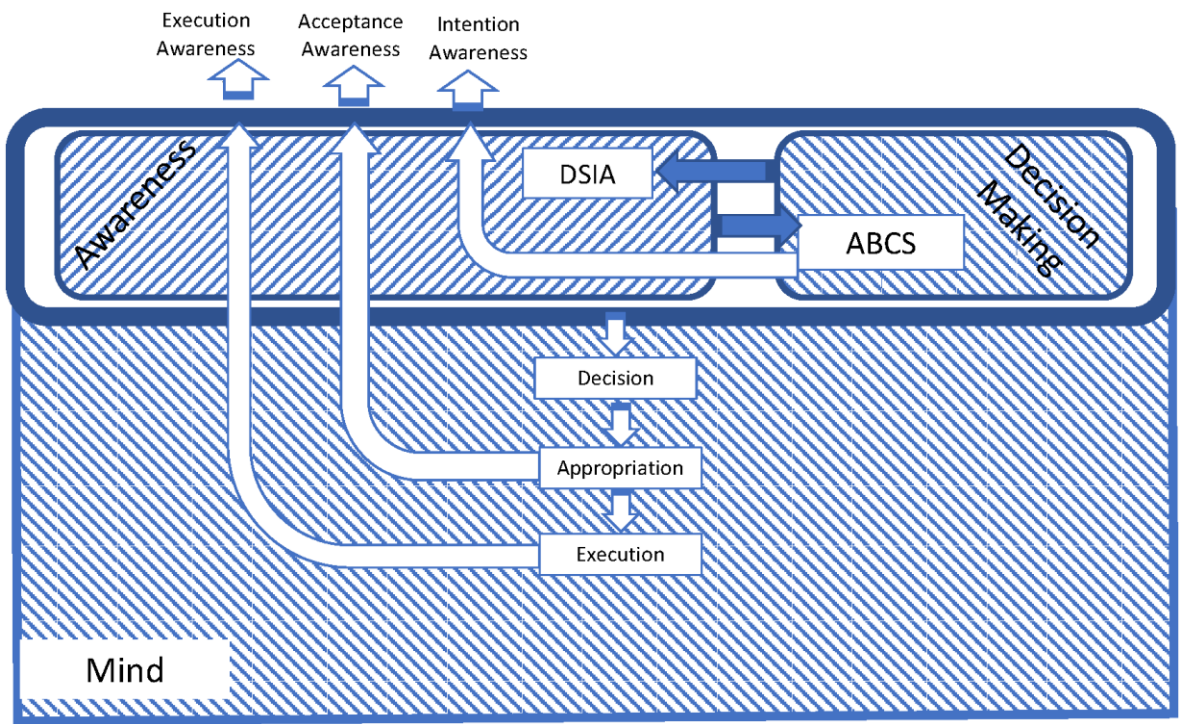 Execution
Awareness
Acceptance
Awareness
Intention
Awareness
Awareness
DSIA
Decision
Making
ABCS
Decision
Appropriation
Execution
Mind